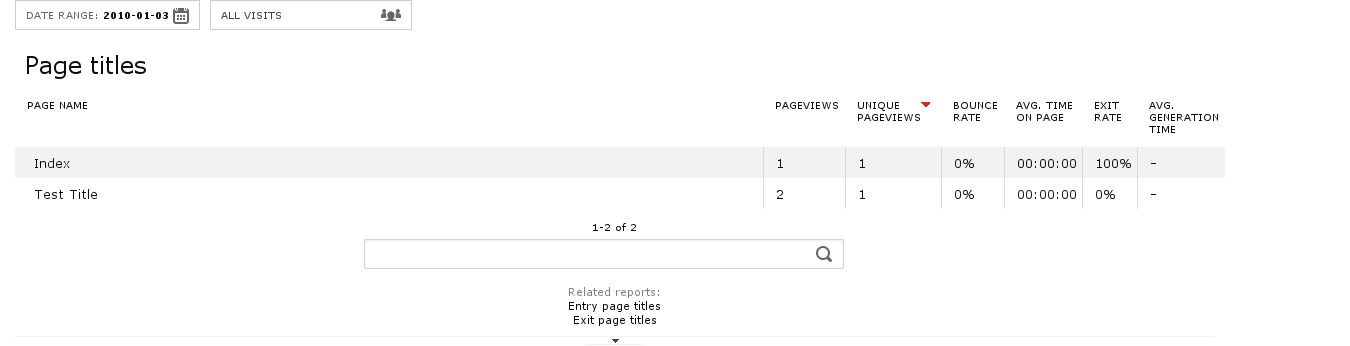 DATE RANGE: 2010-01-03 ALL VISITS
Page titles
PAGE NAME PAGEVIEWS UNIQUE PAGEVIEWS BOUNCE RATE AVG. TIME ON PAGE EXIT RATE AVG. GENERATION TIME
Index 1 1 0% 00:00:00 100% -
Test Title 2 1 0% 00:00:00 0% -
1-2 of 2
Related reports:
Entry page titles
Exit page titles